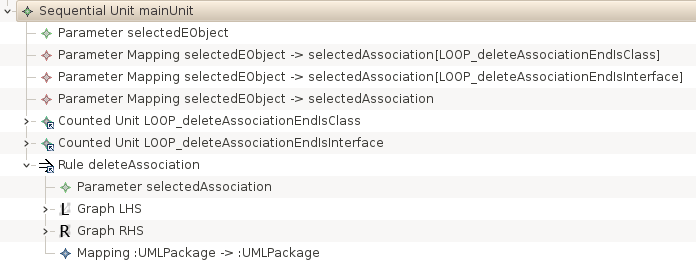 Sequential Unit mainUnit
Parameter selectedEObject
Parameter Mapping selectedEObject -> selectedAssociation[LOOP_deleteAssociationEndIsClass]
Parameter Mapping selectedEObject -> selectedAssociation[LOOP_deleteAssociationEndIsInterface]
Parameter Mapping selectedEObject -> selectedAssociation
Counted Unit LOOP_deleteAssociationEndIsClass
Counted Unit LOOP_deleteAssociationEndIsInterface
Rule deleteAssociation
Parameter selectedAssociation
L Graph LHS
R Graph RHS
Mapping :UMLPackage -> :UMLPackage